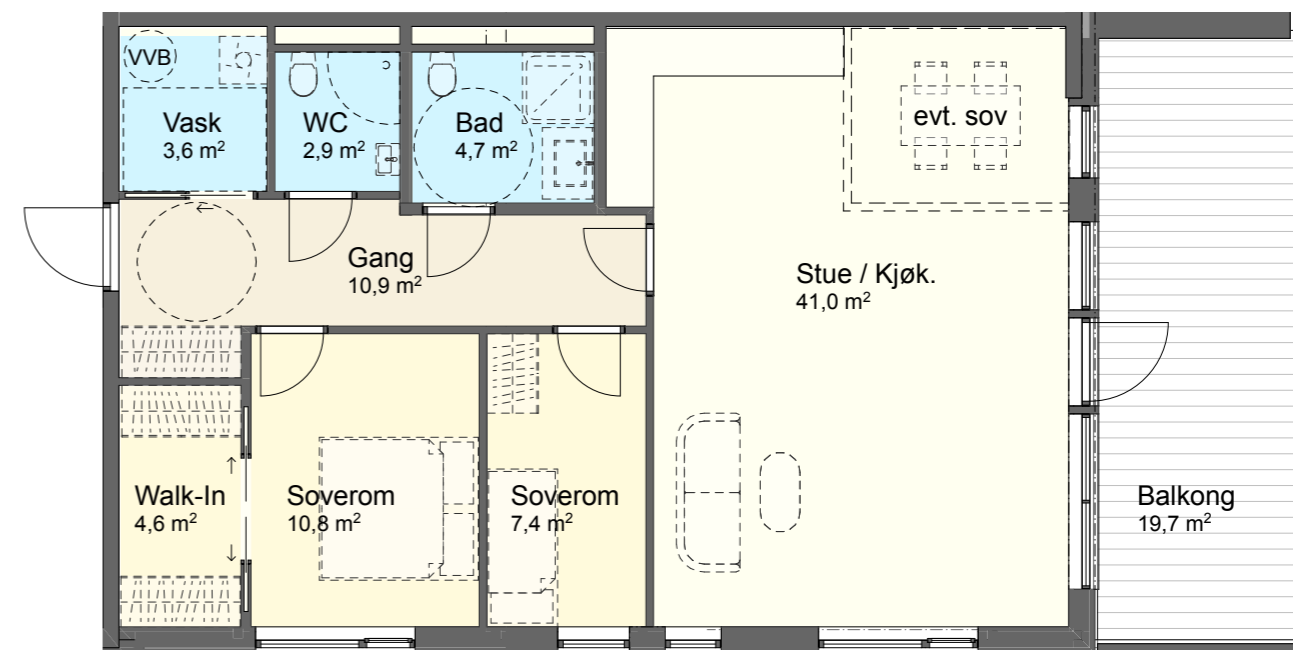 VVB
Vask
3,6 m²
WC
2,9 m²
Bad
4,7 m²
evt. sov
Gang
10,9 m²
Stue / Kjøk.
41,0 m²
Walk-In
4,6 m²
Soverom
10,8 m²
Soverom
7,4 m²
Balkong
19,7 m²